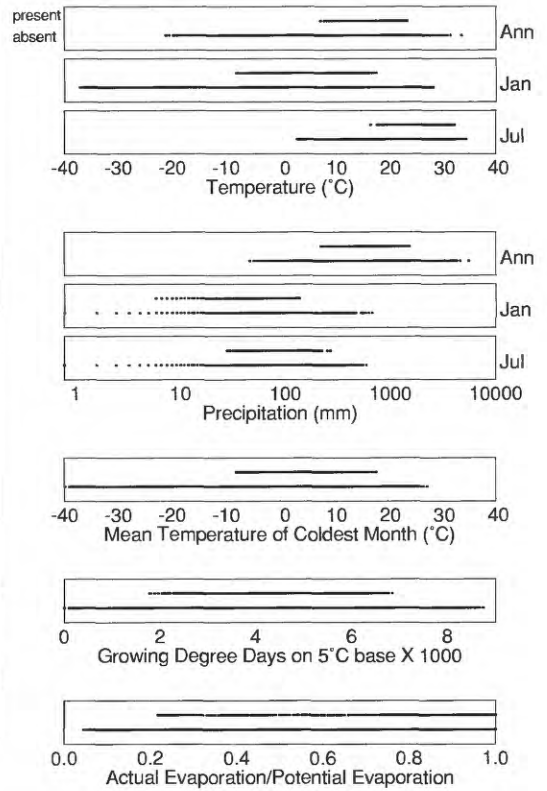 present
absent
Ann
Jan
Jul
-40 -30 -20 -10 0 10 20 30 40
Temperature (˚C)
Ann
Jan
Jul
1 10 100 1000 10000
Precipitation (mm)
-40 -30 -20 -10 0 10 20 30 40
Mean Temperature of Coldest Month (˚C)
0 2 4 6 8
Growing Degree Days on 5˚C base X 1000
0.0 0.2 0.4 0.6 0.8 1.0
Actual Evaporation/Potential Evaporation